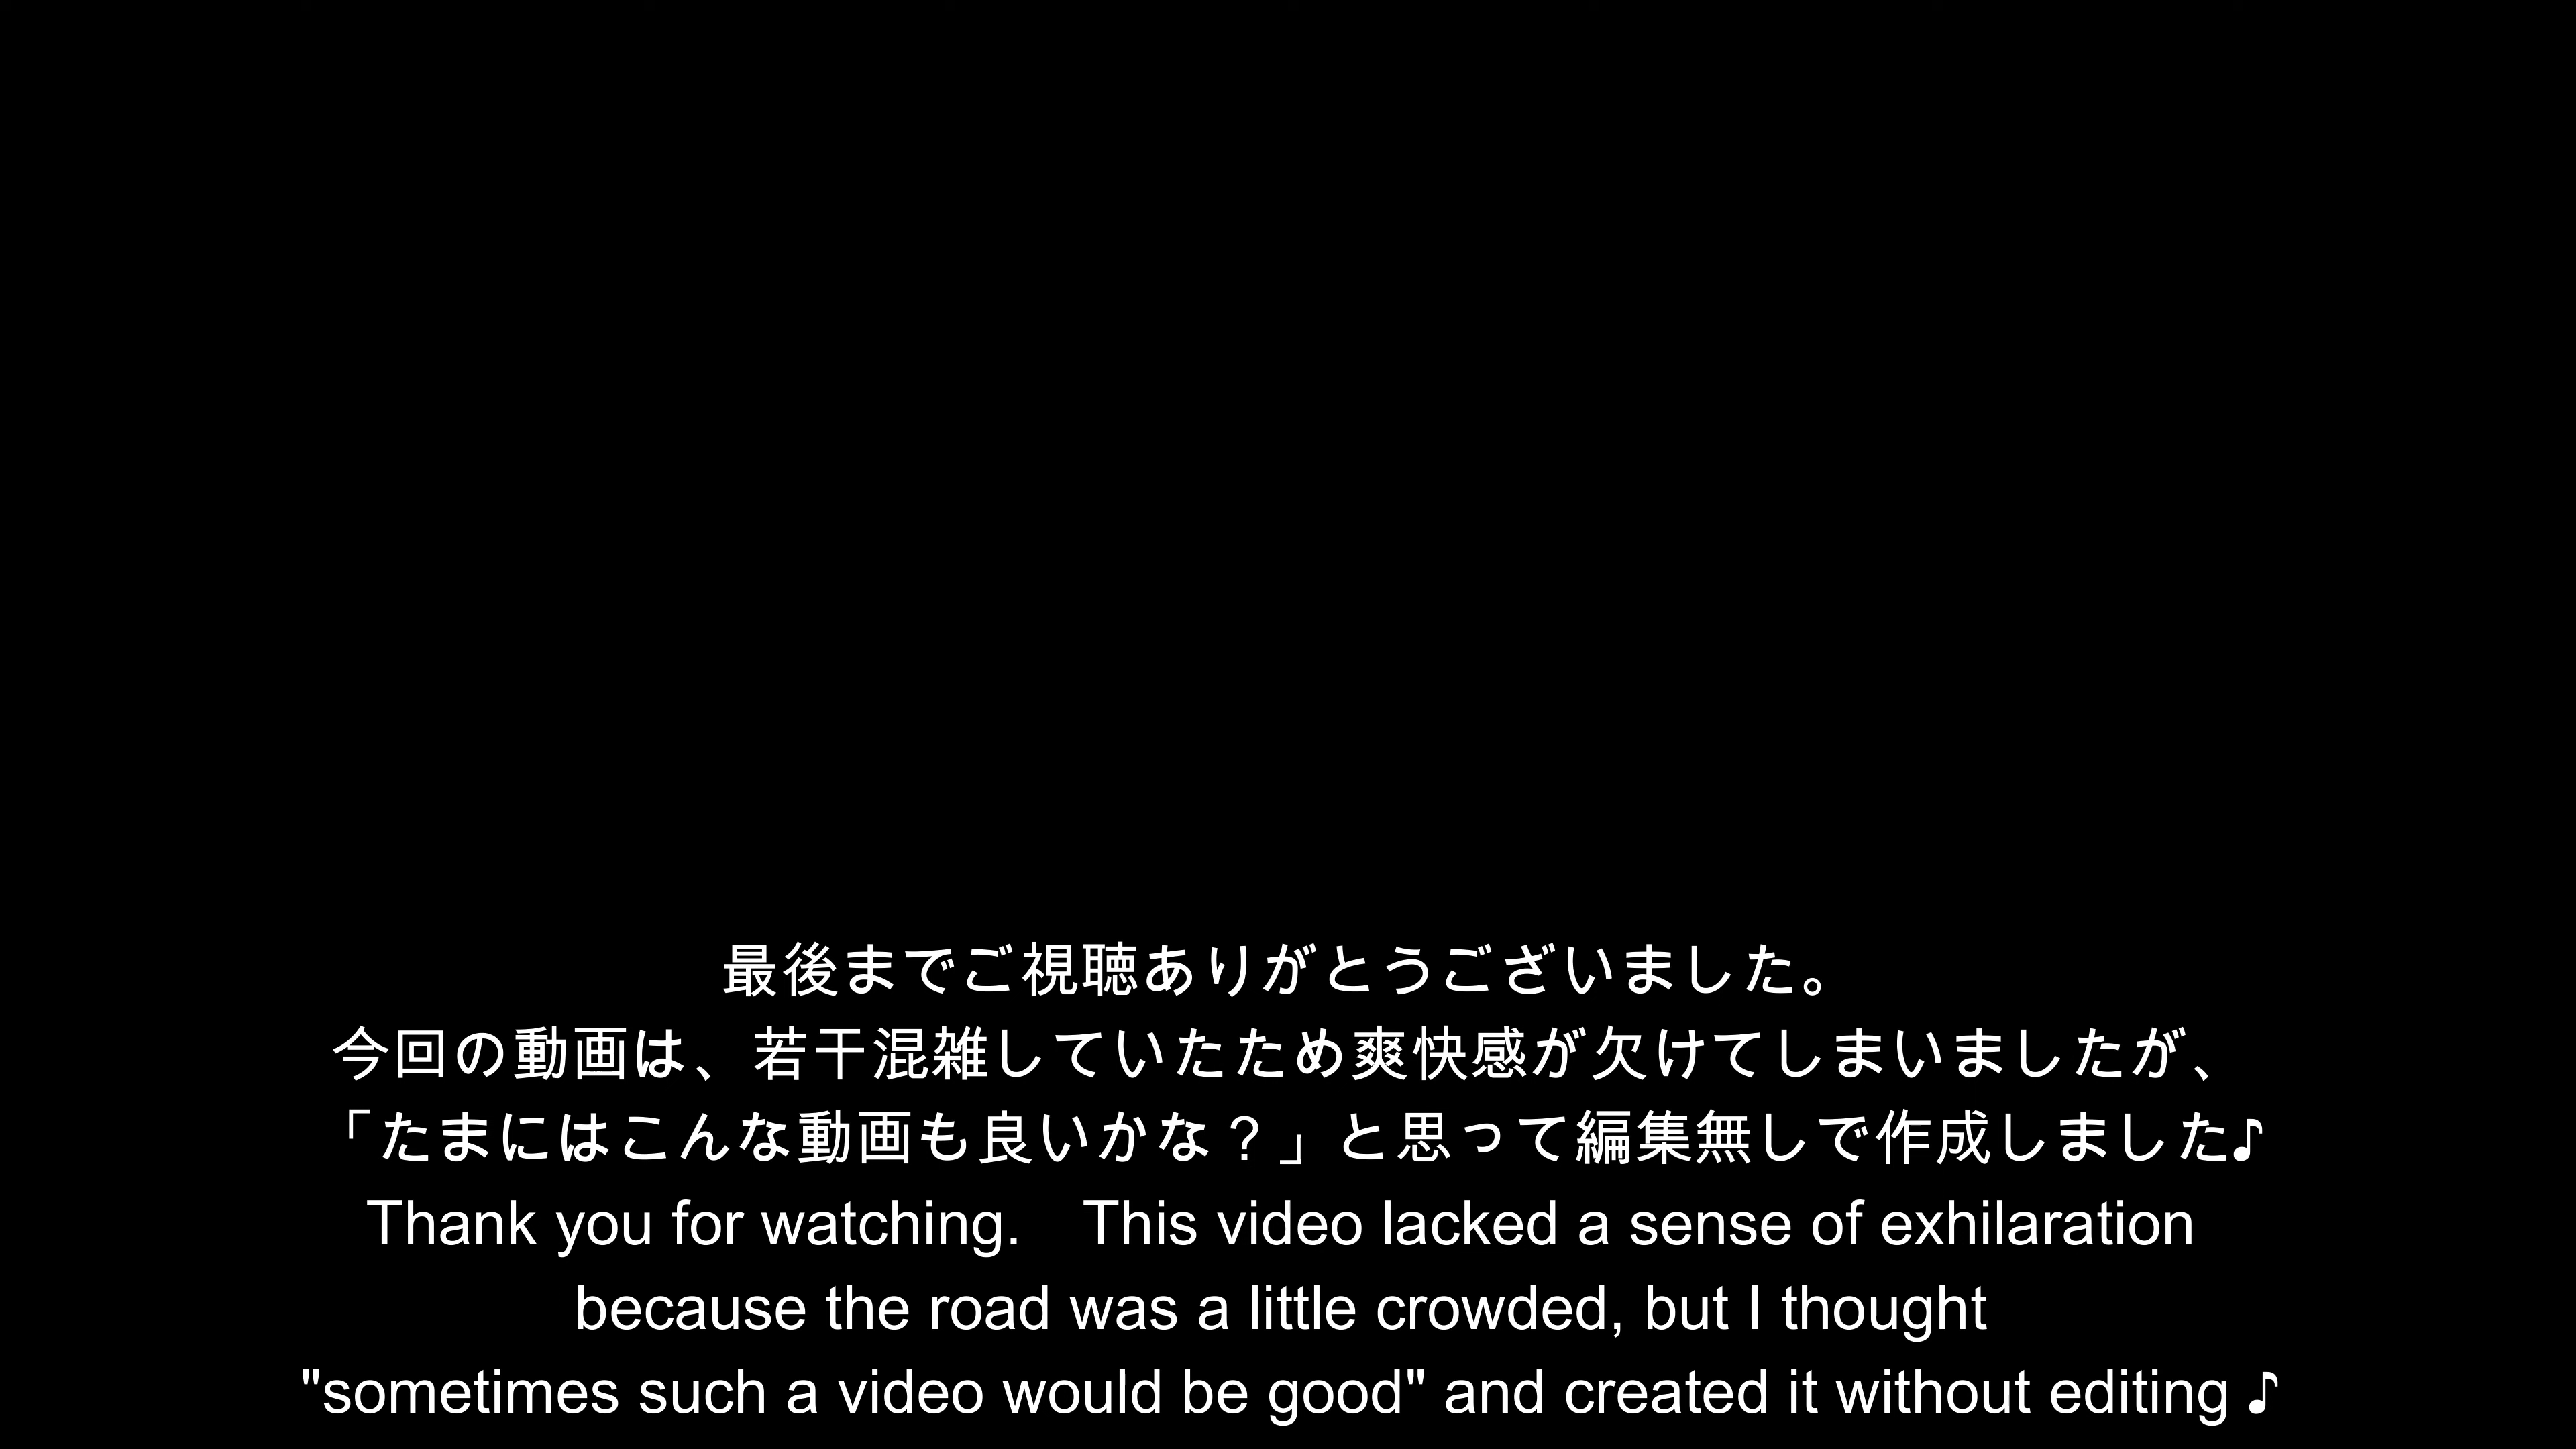 最後までご視聴ありがとうございました。
今回の動画は、若干混雑していたため爽快感が欠けてしまいましたが、
「たまにはこんな動画も良いかな？」と思って編集無しで作成しました♪
Thank you for watching.　This video lacked a sense of exhilaration
because the road was a little crowded, but I thought
"sometimes such a video would be good" and created it without editing ♪